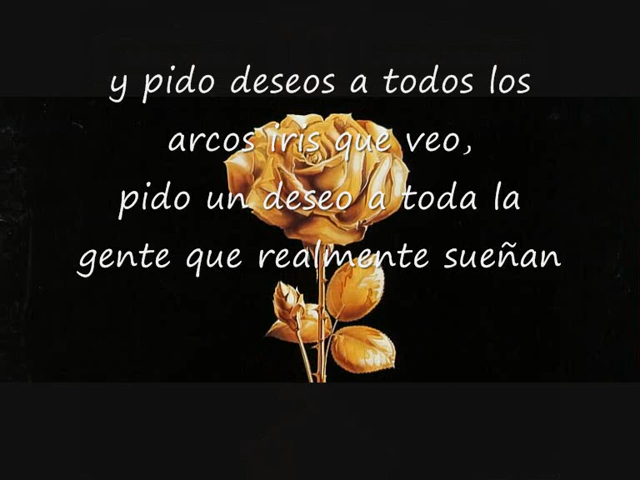 y pido deseos a todos los
arcos iris que veo,
pido un deseo a toda la
gente que realmente sueñan